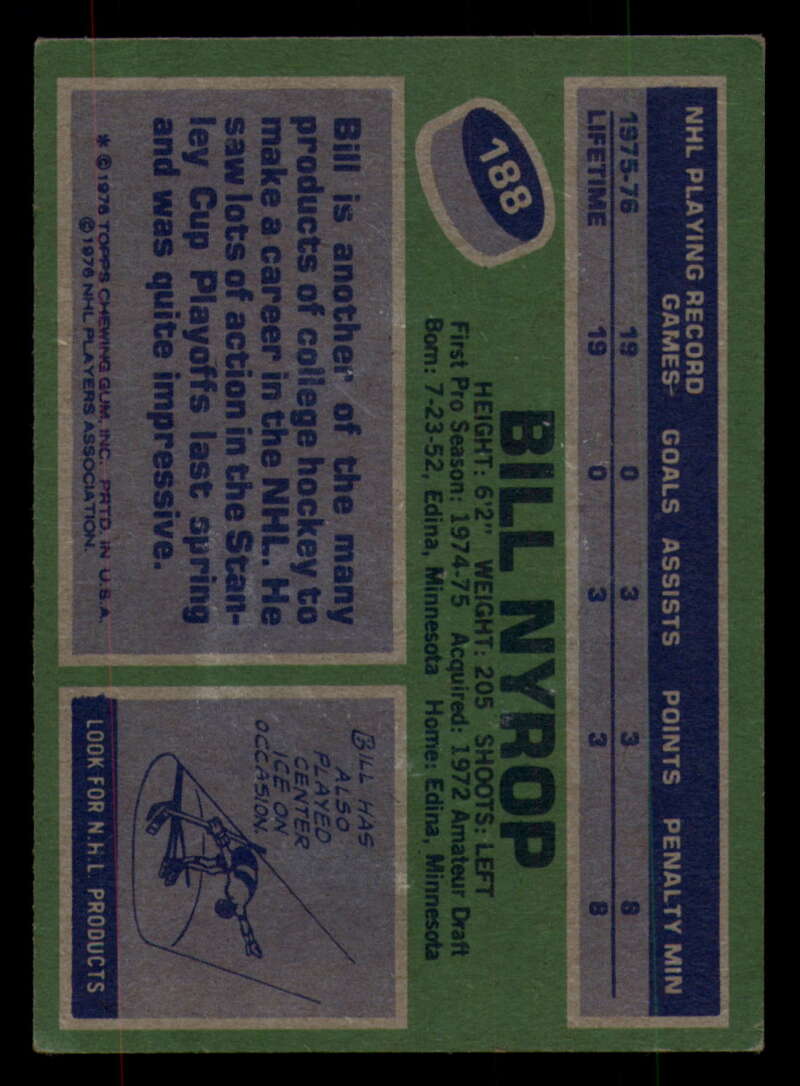 NHL PLAYING RECORD
GAMES GOALS ASSISTS POINTS PENALTY MIN
1975-76 19 0 3 3 8
LIFETIME 19 0 3 3 8
188
BILL NYROP
HEIGHT: 6'2" WEIGHT: 205 SHOOTS: LEFT
First Pro Season: 1974-75 Acquired: 1972 Amateur Draft
Born: 7-23-52, Edina, Minnesota Home: Edina, Minnesota
Bill is another of the many
products of college hockey to
make a career in the NHL. He
saw lots of action in the Stan-
ley Cup Playoffs last spring
and was quite impressive.
* © 1976 TOPPS CHEWING GUM, INC., PRTD. IN U.S.A.
© 1976 NHL PLAYERS ASSOCIATION.
BILL HAS
ALSO
PLAYED
CENTER
ICE ON
OCCASION.
LOOK FOR N.H.L. PRODUCTS